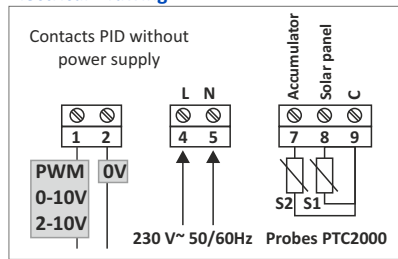 Contacts PID without
power supply
L N
Accumulator
Solar panel
C
1 2
4 5
7 8 9
PWM 0V
0-10V
2-10V
S2 S1
230 V~ 50/60Hz Probes PTC2000